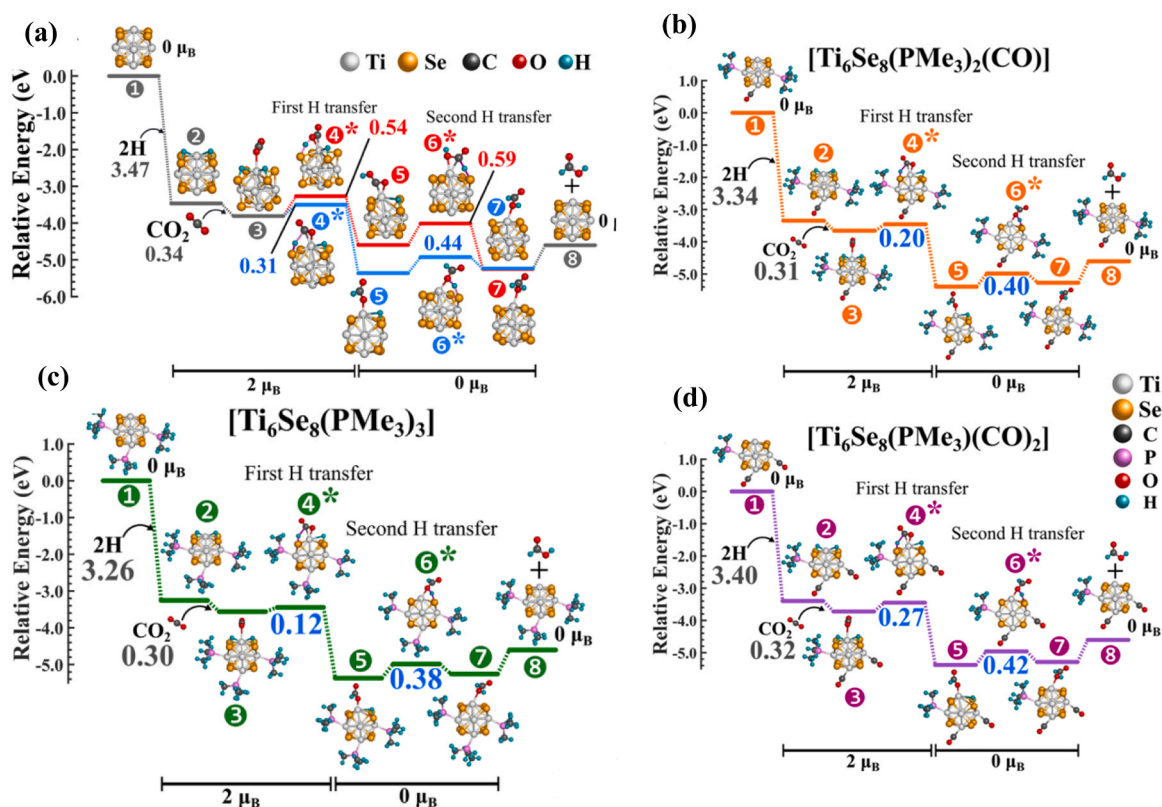 (a)
0 μB
Ti Se C O H
Relative Energy (eV
0.0
-1.0
-2.0
-3.0
-4.0
-5.0
-6.0
1
2H
3.47
2
CO2
0.34
3
First H transfer
4*
0.54
4*
0.31
5
5
Second H transfer
6*
0.59
0.44
6*
7
7
+
0
8
2 μB
0 μB
(b)
[Ti6Se8(PMe3)2(CO)]
Relative Energy (eV)
1.0
0.0
-1.0
-2.0
-3.0
-4.0
-5.0
0 μB
1
2H
3.34
2
CO2
0.31
3
First H transfer
4*
0.20
Second H transfer
5
6*
0.40
7
+
0 μB
8
2 μB
0 μB
(c)
[Ti6Se8(PMe3)3]
Relative Energy (eV)
1.0
0.0
-1.0
-2.0
-3.0
-4.0
-5.0
0 μB
1
2H
3.26
2
CO2
0.30
3
First H transfer
4*
0.12
Second H transfer
5
6*
0.38
7
+
0 μB
8
2 μB
0 μB
(d)
[Ti6Se8(PMe3)(CO)2]
Relative Energy (eV)
1.0
0.0
-1.0
-2.0
-3.0
-4.0
-5.0
0 μB
1
2H
3.40
2
CO2
0.32
3
First H transfer
4*
0.27
Second H transfer
5
6*
0.42
7
+
0 μB
8
2 μB
0 μB
Ti
Se
C
P
O
H